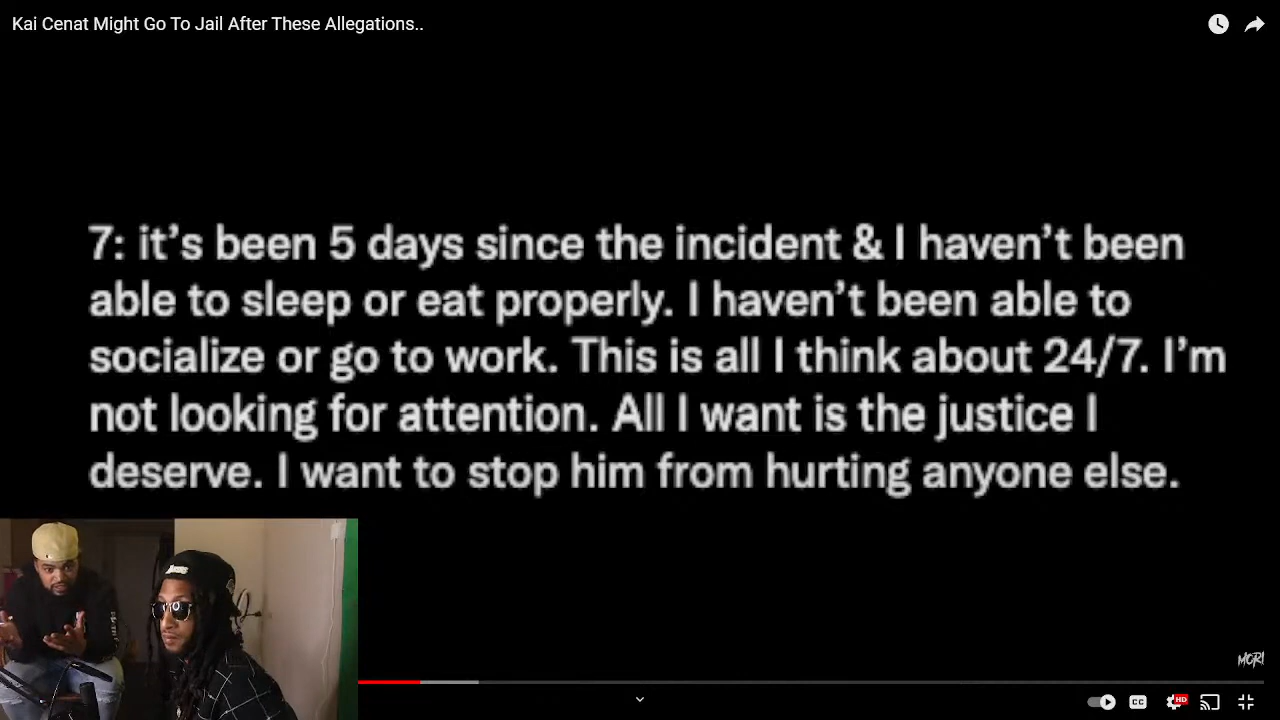 Kai Cenat Might Go To Jail After These Allegations..
7: it's been 5 days since the incident & I haven't been
able to sleep or eat properly. I haven't been able to
socialize or go to work. This is all I think about 24/7. I'm
not looking for attention. All I want is the justice I
deserve. I want to stop him from hurting anyone else.
MORI
CC
HD